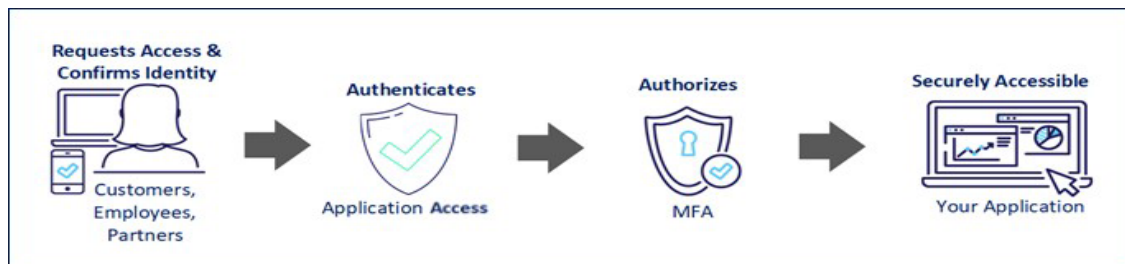 Requests Access &
Confirms Identity
Customers,
Employees,
Partners
Authenticates
Application Access
Authorizes
MFA
Securely Accessible
Your Application